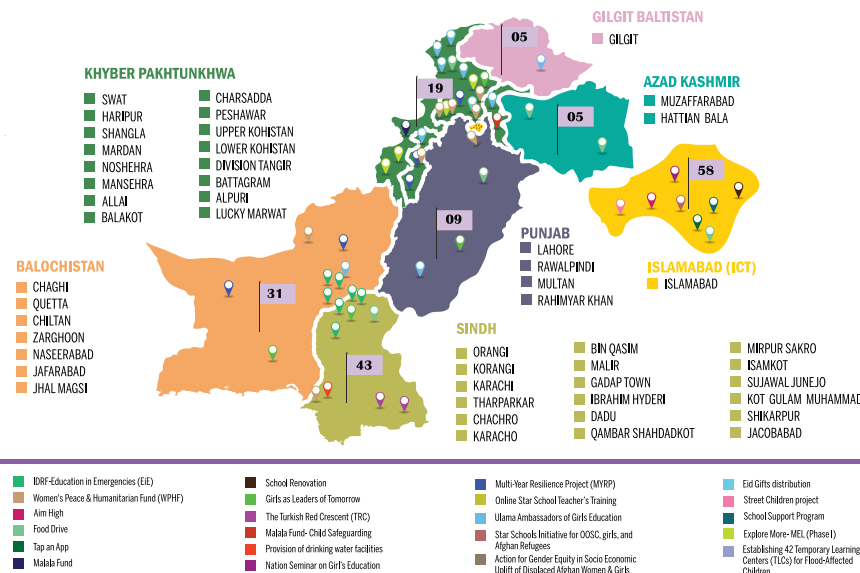 GILGIT BALTISTAN
05
GILGIT
KHYBER PAKHTUNKHWA
19
SWAT
HARIPUR
SHANGLA
MARDAN
NOSHEHRA
MANSEHRA
ALLAI
BALAKOT
CHARSADDA
PESHAWAR
UPPER KOHISTAN
LOWER KOHISTAN
DIVISION TANGIR
BATTAGRAM
ALPURI
LUCKY MARWAT
AZAD KASHMIR
05
MUZAFFARABAD
HATTIAN BALA
58
ISLAMABAD (ICT)
ISLAMABAD
09
PUNJAB
LAHORE
RAWALPINDI
MULTAN
RAHIMYAR KHAN
BALOCHISTAN
31
CHAGHI
QUETTA
CHILTAN
ZARGHOON
NASEERABAD
JAFARABAD
JHAL MAGSI
SINDH
43
ORANGI
KORANGI
KARACHI
THARPARKAR
CHACHRO
KARACHO
BIN QASIM
MALIR
GADAP TOWN
IBRAHIM HYDERI
DADU
QAMBAR SHAHDADKOT
MIRPUR SAKRO
ISAMKOT
SUJAWAL JUNEJO
KOT GULAM MUHAMMAD
SHIKARPUR
JACOBABAD
IDRF-Education in Emergencies (EiE)
Women's Peace & Humanitarian Fund (WPHF)
Aim High
Food Drive
Tap an App
Malala Fund
School Renovation
Girls as Leaders of Tomorrow
The Turkish Red Crescent (TRC)
Malala Fund- Child Safeguarding
Provision of drinking water facilities
Nation Seminar on Girl's Education
Multi-Year Resilience Project (MYRP)
Online Star School Teacher's Training
Ulama Ambassadors of Girls Education
Star Schools Initiative for OOSC, girls, and
Afghan Refugees
Action for Gender Equity in Socio Economic
Uplift of Displaced Afghan Women & Girls
Eid Gifts distribution
Street Children project
School Support Program
Explore More- MEL (Phase I)
Establishing 42 Temporary Learning
Centers (TLCs) for Flood-Affected
Children